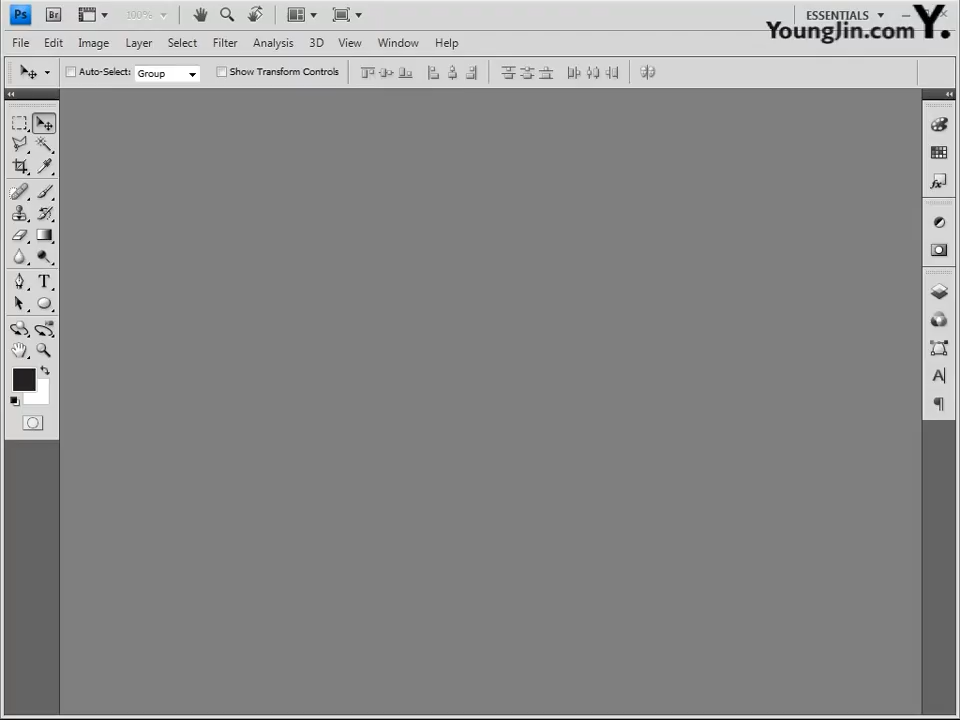 Ps Br 100% ESSENTIALS
YoungJin.com Y.
File Edit Image Layer Select Filter Analysis 3D View Window Help
Auto-Select: Group Show Transform Controls
fx
T
A